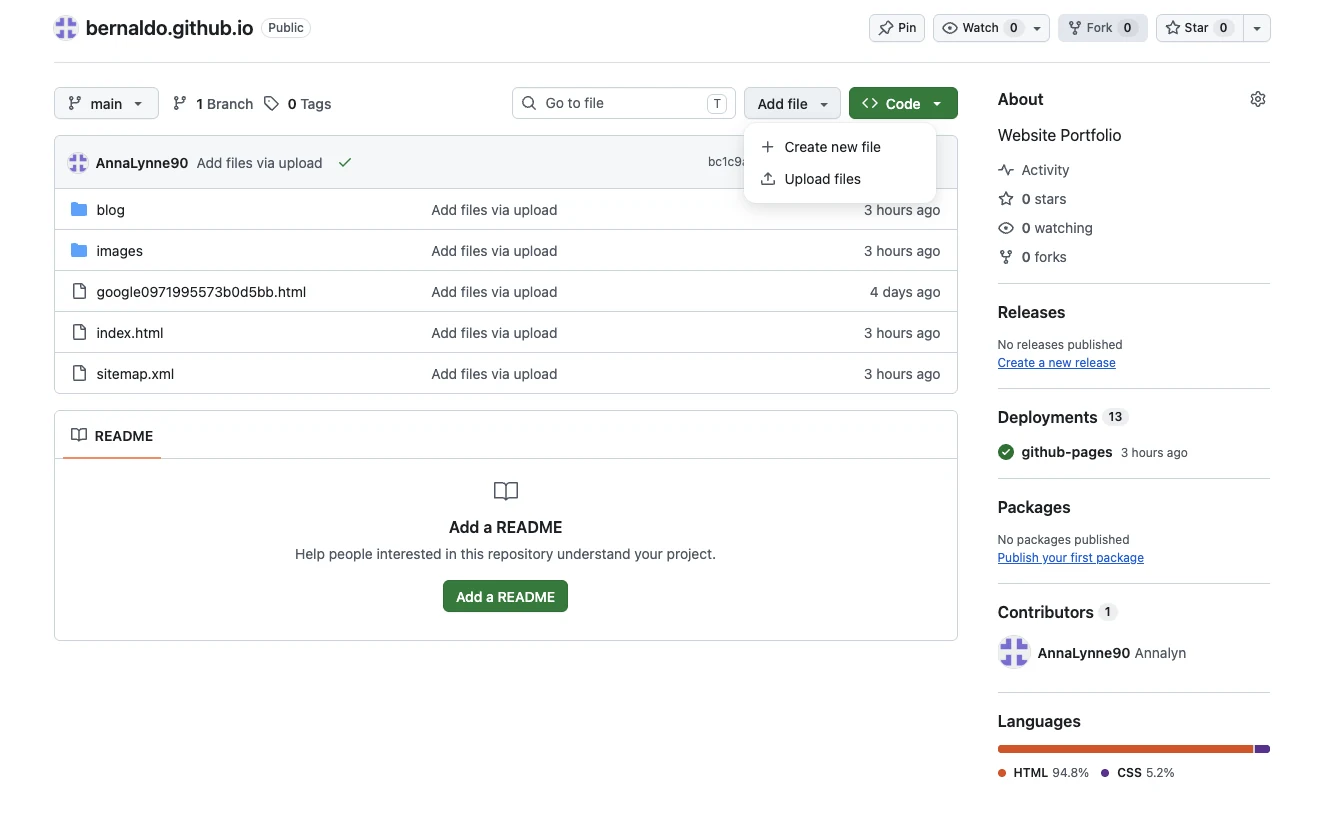 bernaldo.github.io Public Pin Watch 0 Fork 0 Star 0
main 1 Branch 0 Tags Go to file T Add file Code
Create new file
Upload files
AnnaLynne90 Add files via upload bc1c9
blog Add files via upload 3 hours ago
images Add files via upload 3 hours ago
google0971995573b0d5bb.html Add files via upload 4 days ago
index.html Add files via upload 3 hours ago
sitemap.xml Add files via upload 3 hours ago
README
Add a README
Help people interested in this repository understand your project.
Add a README
About
Website Portfolio
Activity
0 stars
0 watching
0 forks
Releases
No releases published
Create a new release
Deployments 13
github-pages 3 hours ago
Packages
No packages published
Publish your first package
Contributors 1
AnnaLynne90 Annalyn
Languages
HTML 94.8% CSS 5.2%